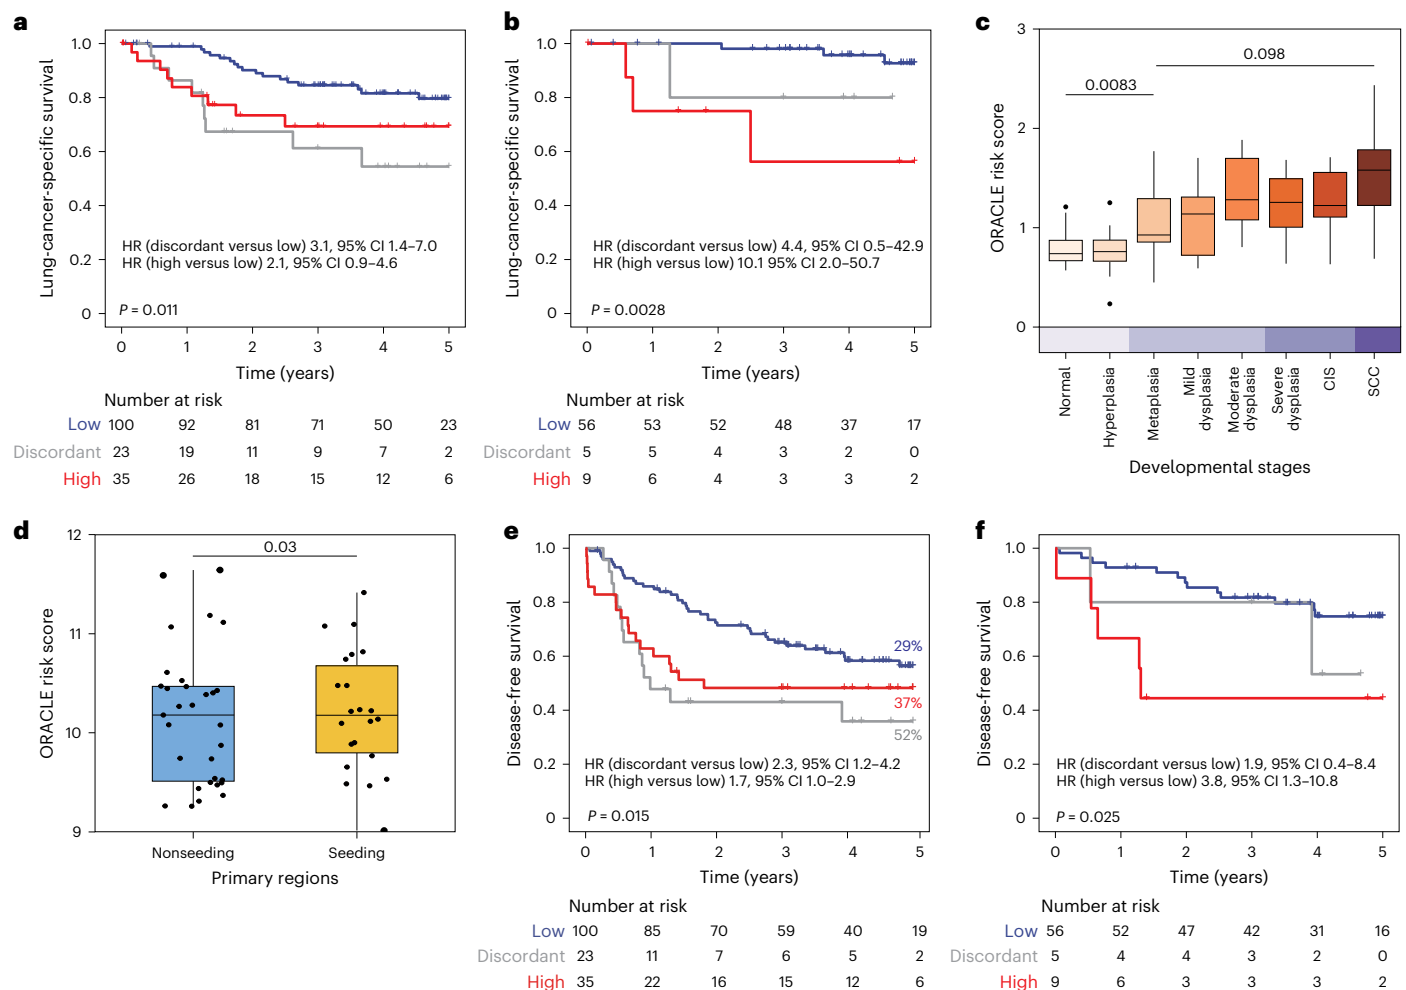 a
Lung-cancer-specific survival
1.0
0.8
0.6
0.4
0.2
0
HR (discordant versus low) 3.1, 95% CI 1.4–7.0
HR (high versus low) 2.1, 95% CI 0.9–4.6
P = 0.011
0 1 2 3 4 5
Time (years)
Number at risk
Low 100 92 81 71 50 23
Discordant 23 19 11 9 7 2
High 35 26 18 15 12 6
b
Lung-cancer-specific survival
1.0
0.8
0.6
0.4
0.2
0
HR (discordant versus low) 4.4, 95% CI 0.5–42.9
HR (high versus low) 10.1 95% CI 2.0–50.7
P = 0.0028
0 1 2 3 4 5
Time (years)
Number at risk
Low 56 53 52 48 37 17
Discordant 5 5 4 3 2 0
High 9 6 4 3 3 2
c
ORACLE risk score
3
2
1
0
0.0083
0.098
Normal
Hyperplasia
Metaplasia
Mild
dysplasia
Moderate
dysplasia
Severe
dysplasia
CIS
SCC
Developmental stages
d
ORACLE risk score
12
11
10
9
0.03
Nonseeding Seeding
Primary regions
e
Disease-free survival
1.0
0.8
0.6
0.4
0.2
0
29%
37%
52%
HR (discordant versus low) 2.3, 95% CI 1.2–4.2
HR (high versus low) 1.7, 95% CI 1.0–2.9
P = 0.015
0 1 2 3 4 5
Time (years)
Number at risk
Low 100 85 70 59 40 19
Discordant 23 11 7 6 5 2
High 35 22 16 15 12 6
f
Disease-free survival
1.0
0.8
0.6
0.4
0.2
0
HR (discordant versus low) 1.9, 95% CI 0.4–8.4
HR (high versus low) 3.8, 95% CI 1.3–10.8
P = 0.025
0 1 2 3 4 5
Time (years)
Number at risk
Low 56 52 47 42 31 16
Discordant 5 4 4 3 2 0
High 9 6 3 3 3 2